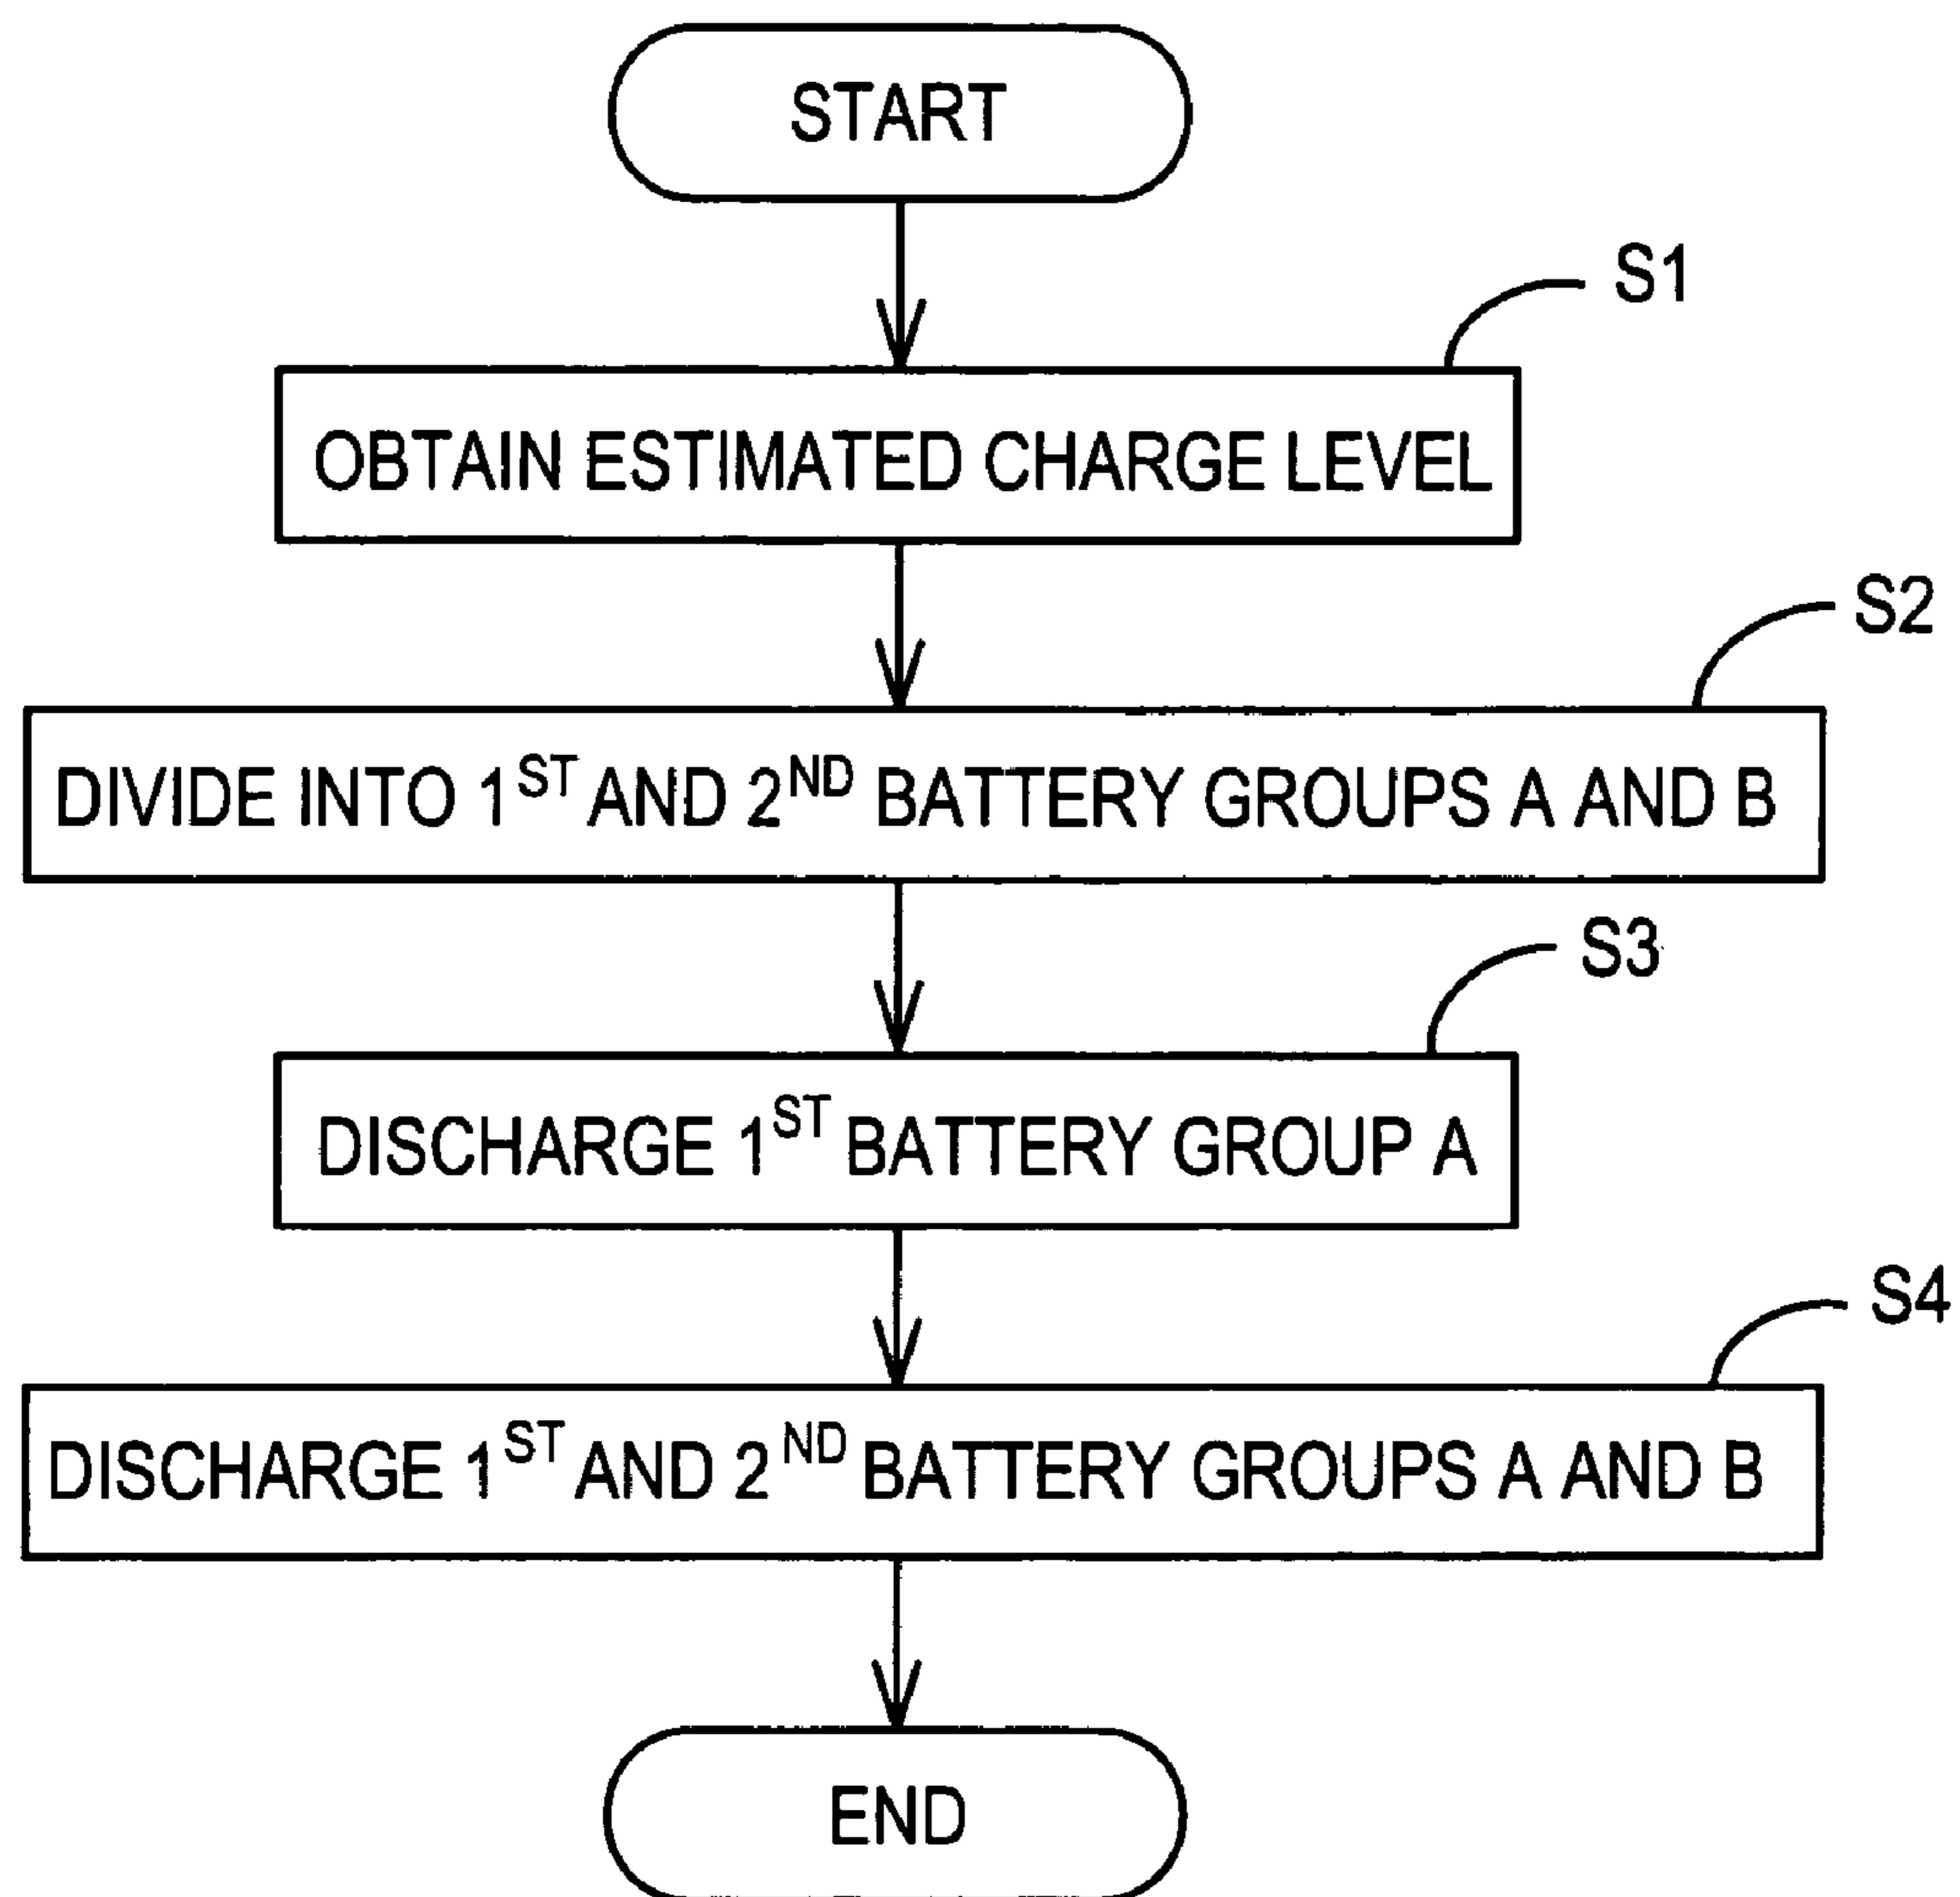 START
S1
OBTAIN ESTIMATED CHARGE LEVEL
S2
DIVIDE INTO 1ST AND 2ND BATTERY GROUPS A AND B
S3
DISCHARGE 1ST BATTERY GROUP A
S4
DISCHARGE 1ST AND 2ND BATTERY GROUPS A AND B
END